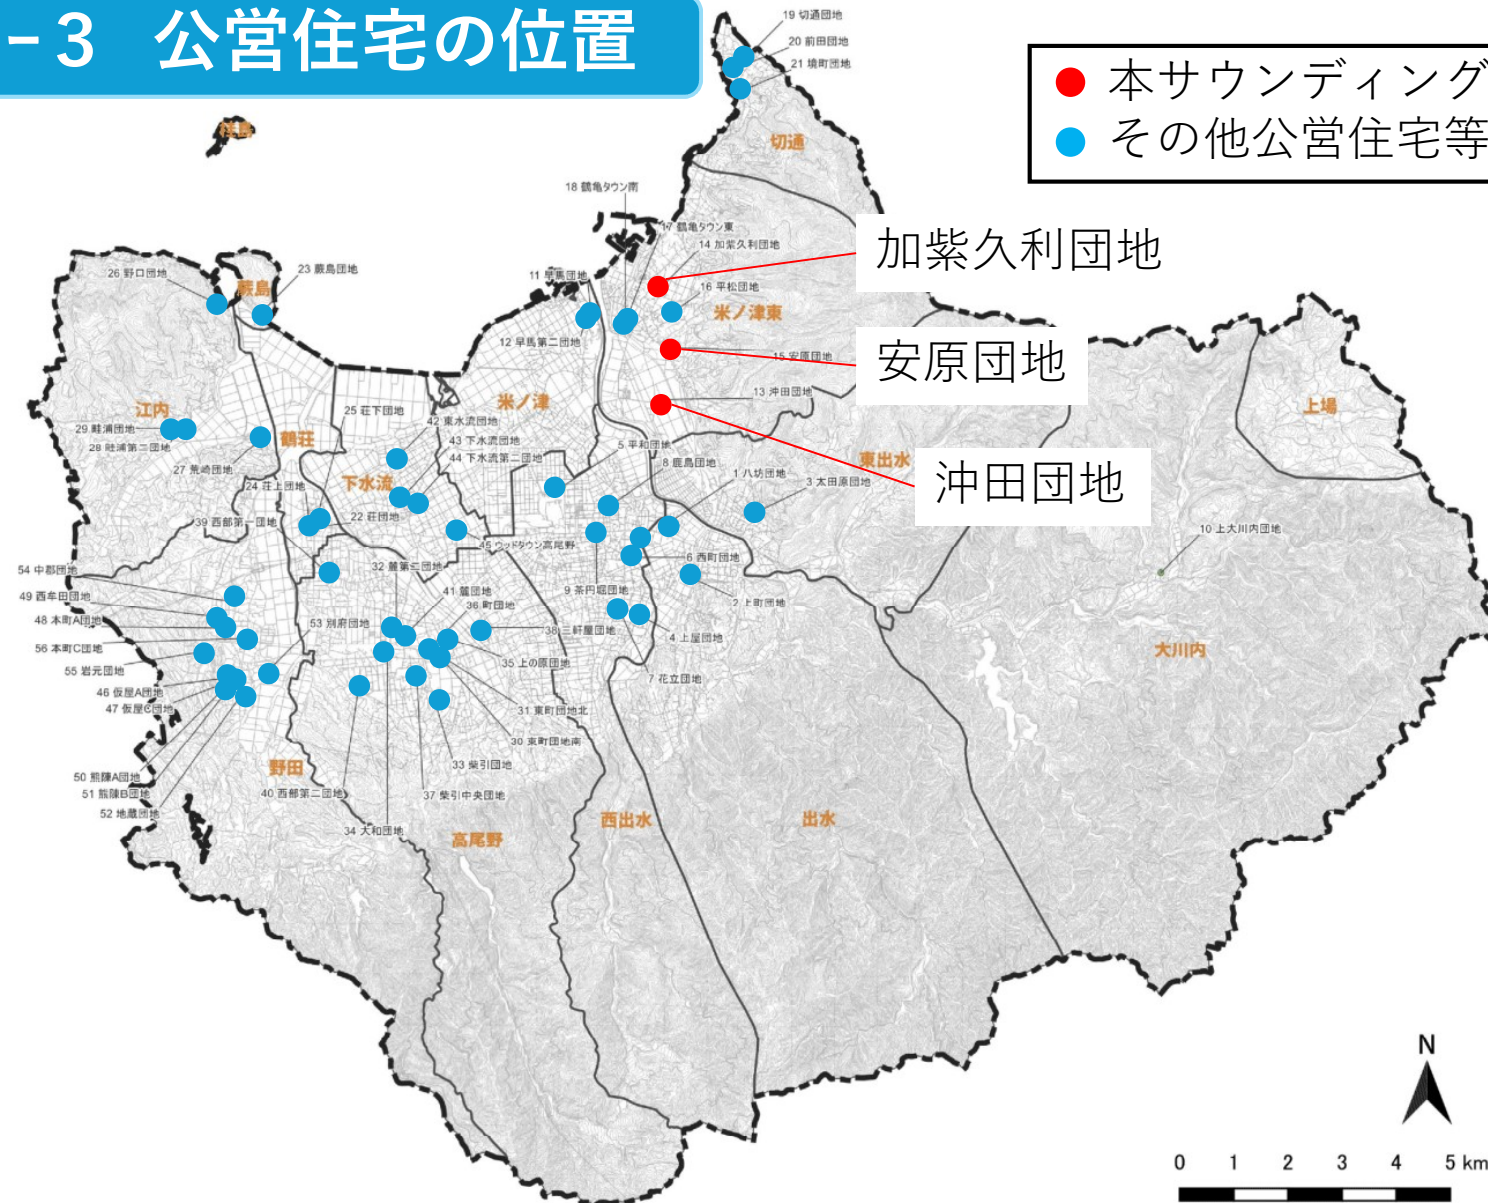 -3 公営住宅の位置
本サウンディング
その他公営住宅等
19 切通団地
20 前田団地
21 境町団地
切通
桂島
18 鶴亀タウン南
17 鶴亀タウン東
14 加紫久利団地
加紫久利団地
11 早馬団地
16 平松団地
米ノ津東
12 早馬第二団地
15 安原団地
安原団地
13 沖田団地
沖田団地
26 野口団地
23 蕨島団地
蕨島
江内
29 畦浦団地
28 畦浦第二団地
27 荒崎団地
鶴荘
25 荘下団地
24 荘上団地
22 荘団地
39 西部第一団地
米ノ津
42 東水流団地
43 下水流団地
44 下水流第二団地
下水流
45 ウッドタウン高尾野
5 平和団地
8 鹿島団地
1 八坊団地
3 太田原団地
東出水
上場
10 上大川内団地
大川内
6 西町団地
2 上町団地
9 茶円堀団地
4 上屋団地
7 花立団地
54 中郡団地
49 西牟田団地
48 本町A団地
56 本町C団地
55 岩元団地
46 仮屋A団地
47 仮屋C団地
53 別府団地
50 熊陳A団地
51 熊陳B団地
52 地蔵団地
野田
32 麓第二団地
41 麓団地
36 町団地
38 三軒屋団地
35 上の原団地
31 東町団地北
30 東町団地南
33 柴引団地
37 柴引中央団地
40 西部第二団地
34 大和団地
高尾野
西出水
出水
N
0 1 2 3 4 5 km